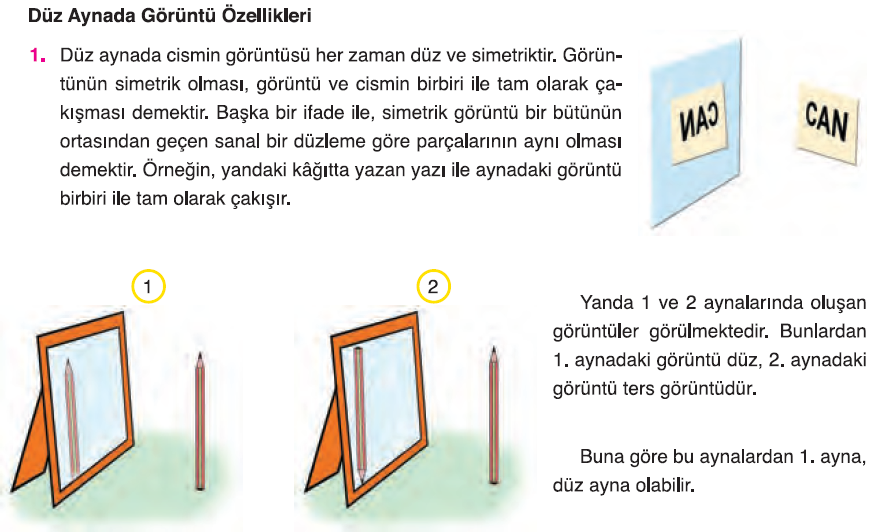 Düz Aynada Görüntü Özellikleri
1. Düz aynada cismin görüntüsü her zaman düz ve simetriktir. Görün-
tünün simetrik olması, görüntü ve cismin birbiri ile tam olarak ça-
kışması demektir. Başka bir ifade ile, simetrik görüntü bir bütünün
ortasından geçen sanal bir düzleme göre parçalarının aynı olması
demektir. Örneğin, yandaki kâğıtta yazan yazı ile aynadaki görüntü
birbiri ile tam olarak çakışır.
CAN
CAN
1
2
Yanda 1 ve 2 aynalarında oluşan
görüntüler görülmektedir. Bunlardan
1. aynadaki görüntü düz, 2. aynadaki
görüntü ters görüntüdür.
Buna göre bu aynalardan 1. ayna,
düz ayna olabilir.